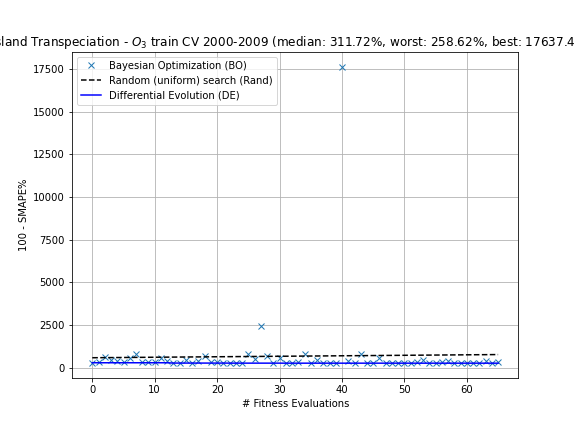 sland Transpeciation - O3 train CV 2000-2009 (median: 311.72%, worst: 258.62%, best: 17637.4
17500
15000
12500
10000
7500
5000
2500
0
100 - SMAPE%
Bayesian Optimization (BO)
Random (uniform) search (Rand)
Differential Evolution (DE)
0 10 20 30 40 50 60
# Fitness Evaluations